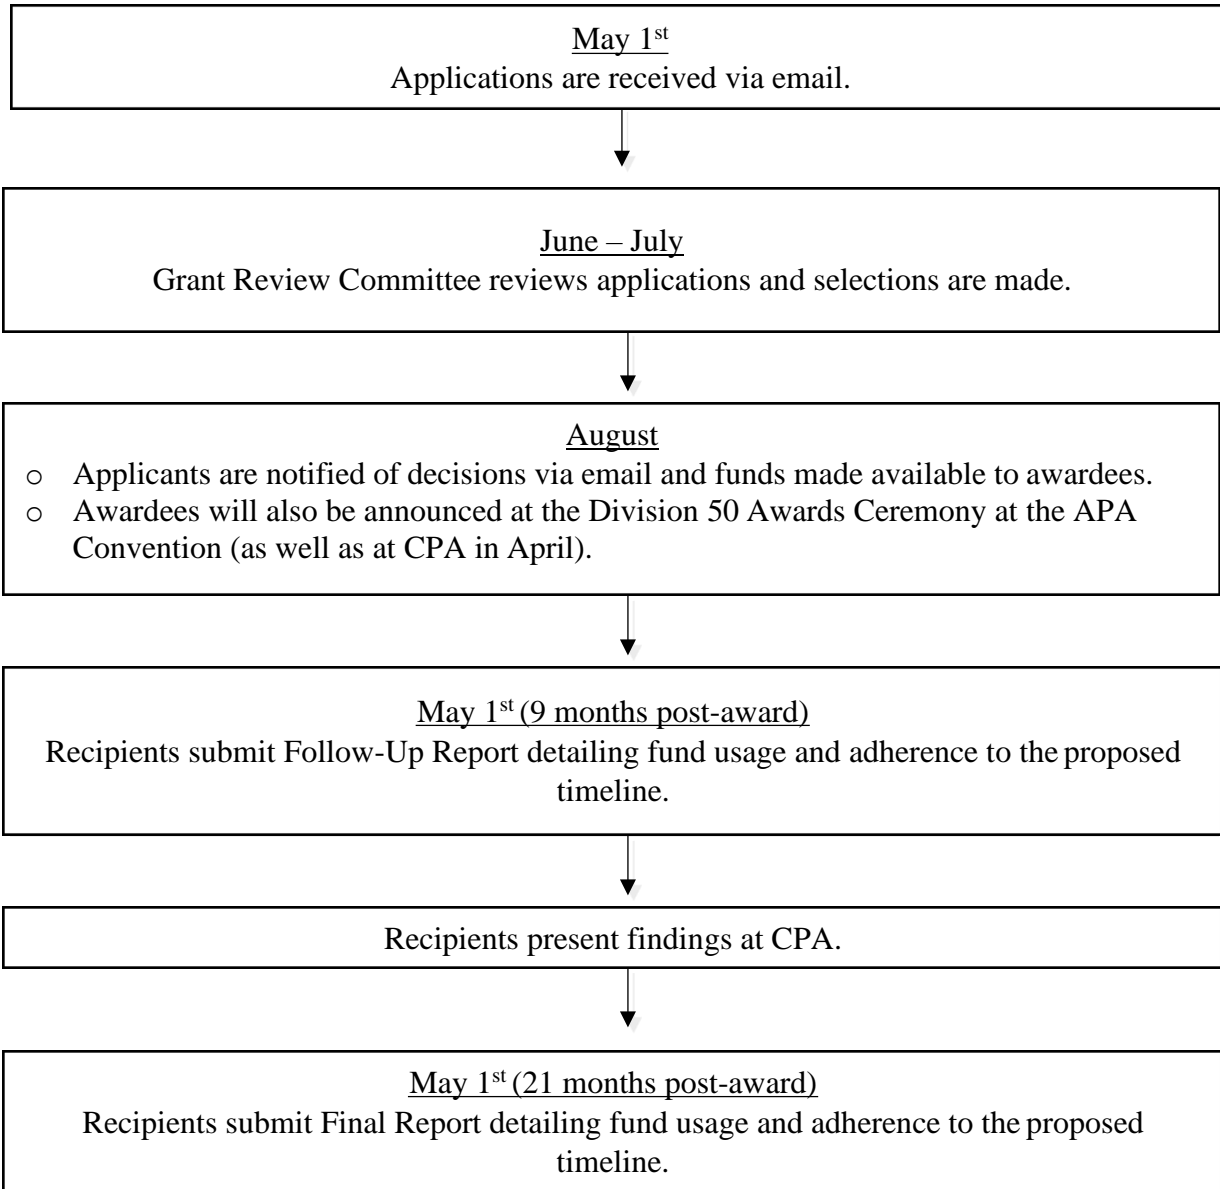 May 1st
Applications are received via email.
June – July
Grant Review Committee reviews applications and selections are made.
August
o Applicants are notified of decisions via email and funds made available to awardees.
o Awardees will also be announced at the Division 50 Awards Ceremony at the APA
Convention (as well as at CPA in April).
May 1st (9 months post-award)
Recipients submit Follow-Up Report detailing fund usage and adherence to the proposed
timeline.
Recipients present findings at CPA.
May 1st (21 months post-award)
Recipients submit Final Report detailing fund usage and adherence to the proposed
timeline.